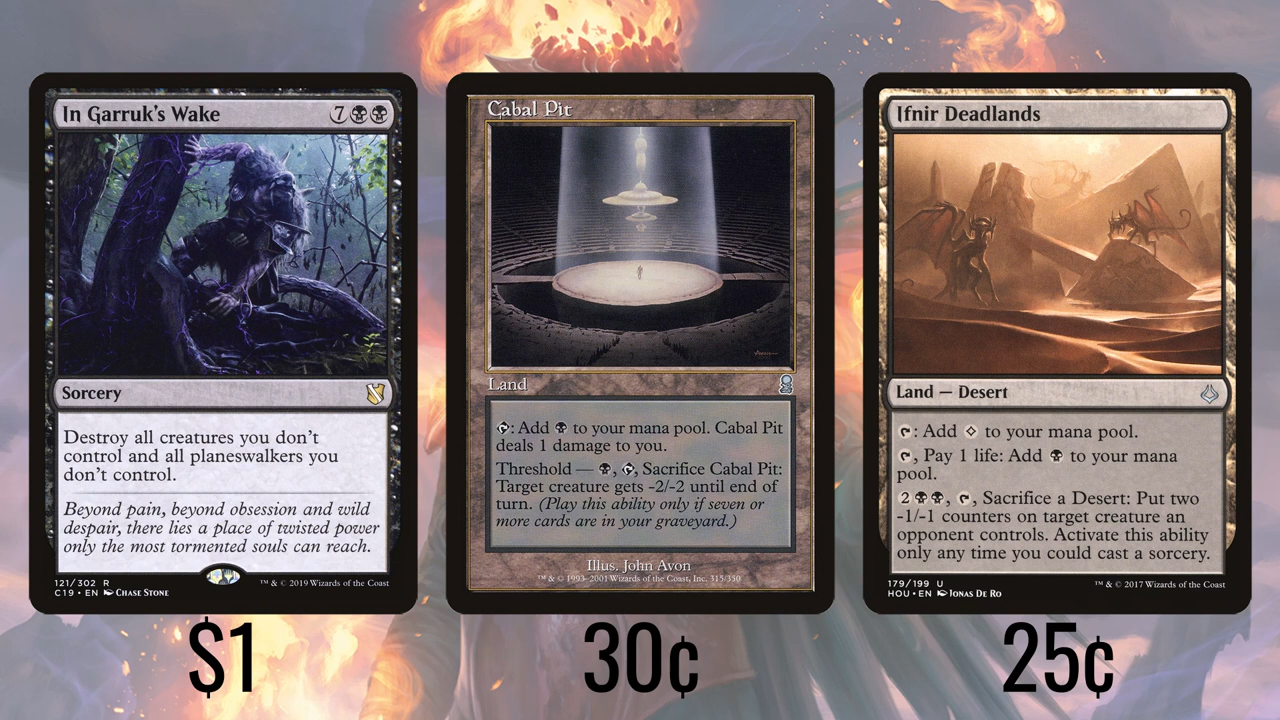 In Garruk's Wake 7
Sorcery
Destroy all creatures you don't
control and all planeswalkers you
don't control.
Beyond pain, beyond obsession and wild
despair, there lies a place of twisted power
only the most tormented souls can reach.
121/302 R
C19 • EN CHASE STONE
™ & © 2019 Wizards of the Coast
$1
Cabal Pit
Land
: Add to your mana pool. Cabal Pit
deals 1 damage to you.
Threshold — , , Sacrifice Cabal Pit:
Target creature gets -2/-2 until end of
turn. (Play this ability only if seven or
more cards are in your graveyard.)
Illus. John Avon
™ & © 1993-2001 Wizards of the Coast, Inc. 315/350
30¢
Ifnir Deadlands
Land — Desert
: Add to your mana pool.
, Pay 1 life: Add to your mana
pool.
2 , , Sacrifice a Desert: Put two
-1/-1 counters on target creature an
opponent controls. Activate this ability
only any time you could cast a sorcery.
179/199 U
HOU • EN JONAS DE RO
™ & © 2017 Wizards of the Coast
25¢